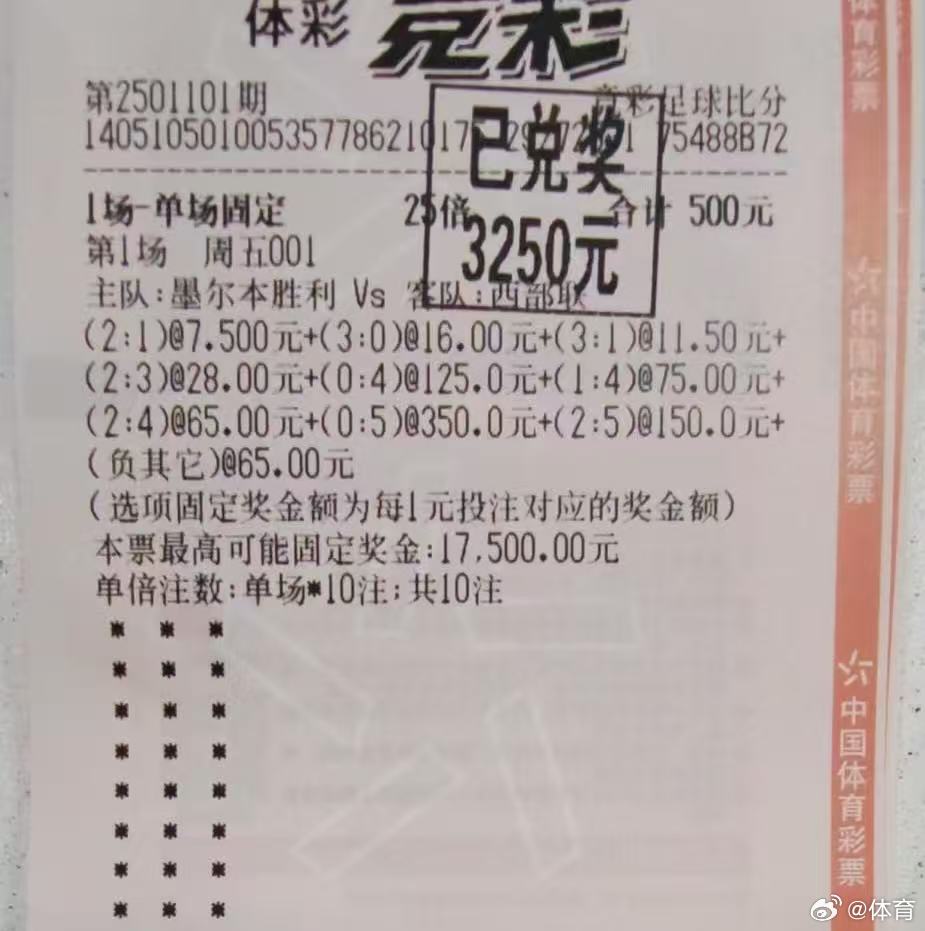 体彩 竞彩
第2501101期 竞彩足球比分
75488B72
已兑奖
1场-单场固定 25倍 合计 500元
3250元
第1场 周五001
主队:墨尔本胜利 Vs 客队:西部联
(2:1)@7.500元+(3:0)@16.00元+(3:1)@11.50元+
(2:3)@28.00元+(0:4)@125.0元+(1:4)@75.00元+
(2:4)@65.00元+(0:5)@350.0元+(2:5)@150.0元+
(负其它)@65.00元
(选项固定奖金额为每1元投注对应的奖金额)
本票最高可能固定奖金:17,500.00元
单倍注数:单场*10注;共10注
* * *
* * *
* * *
* * *
* * *
* * *
* * *
* * *
体育彩票
中国体育彩票
中国体育彩票
@体育